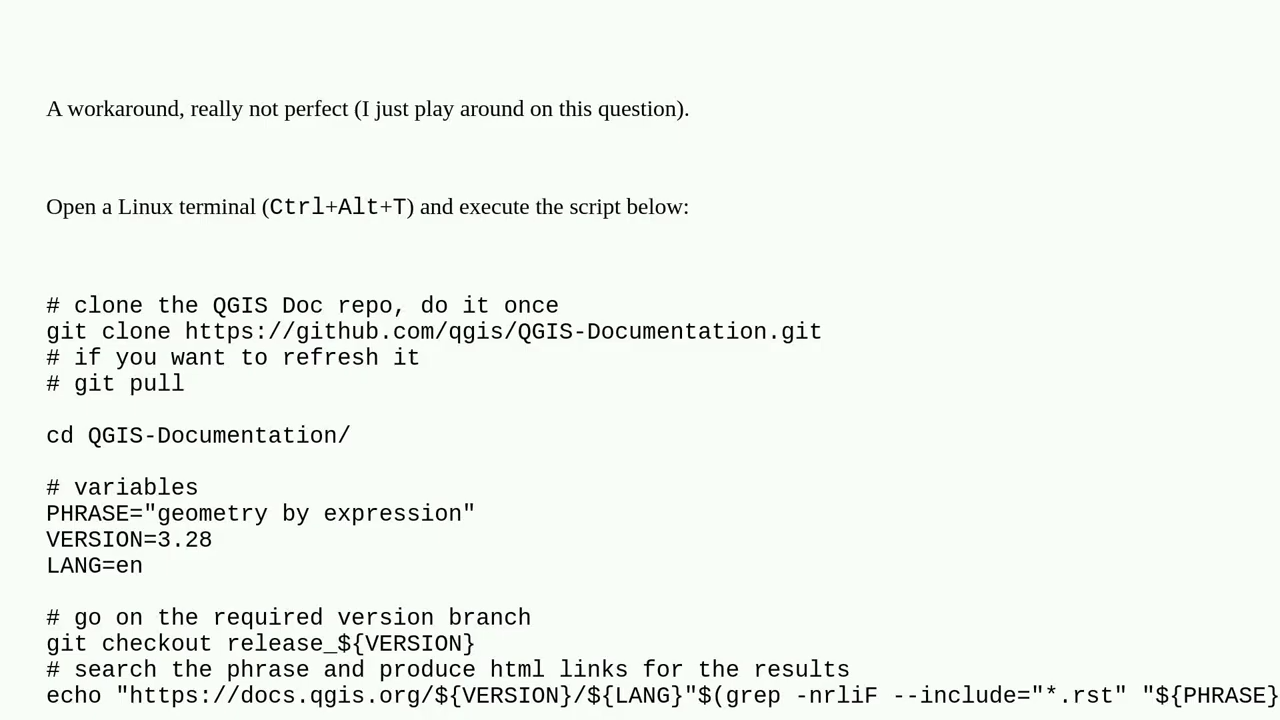 A workaround, really not perfect (I just play around on this question).
Open a Linux terminal (Ctrl+Alt+T) and execute the script below:
# clone the QGIS Doc repo, do it once
git clone https://github.com/qgis/QGIS-Documentation.git
# if you want to refresh it
# git pull
cd QGIS-Documentation/
# variables
PHRASE="geometry by expression"
VERSION=3.28
LANG=en
# go on the required version branch
git checkout release_${VERSION}
# search the phrase and produce html links for the results
echo "https://docs.qgis.org/${VERSION}/${LANG}"$(grep -nrliF --include="*.rst" "${PHRASE}